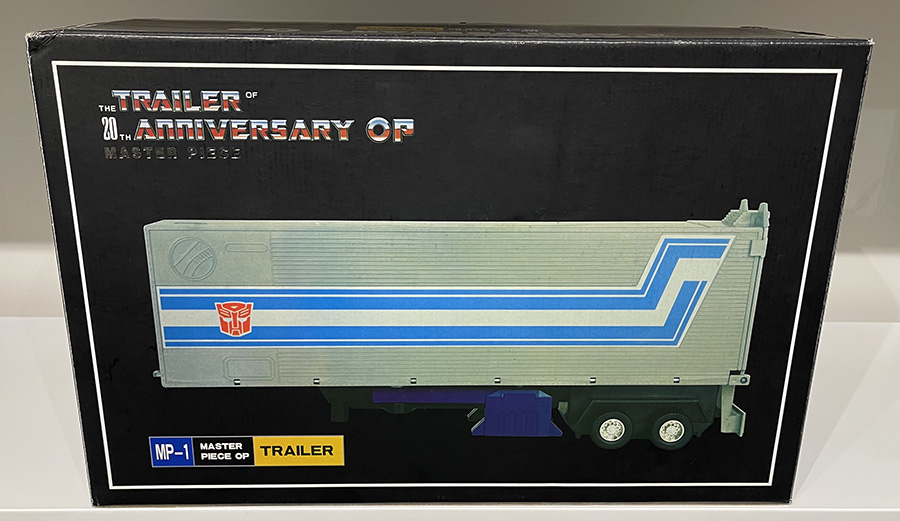 THE TRAILER OF
20TH ANNIVERSARY OP
MASTER PIECE
MP-1 MASTER PIECE OP TRAILER